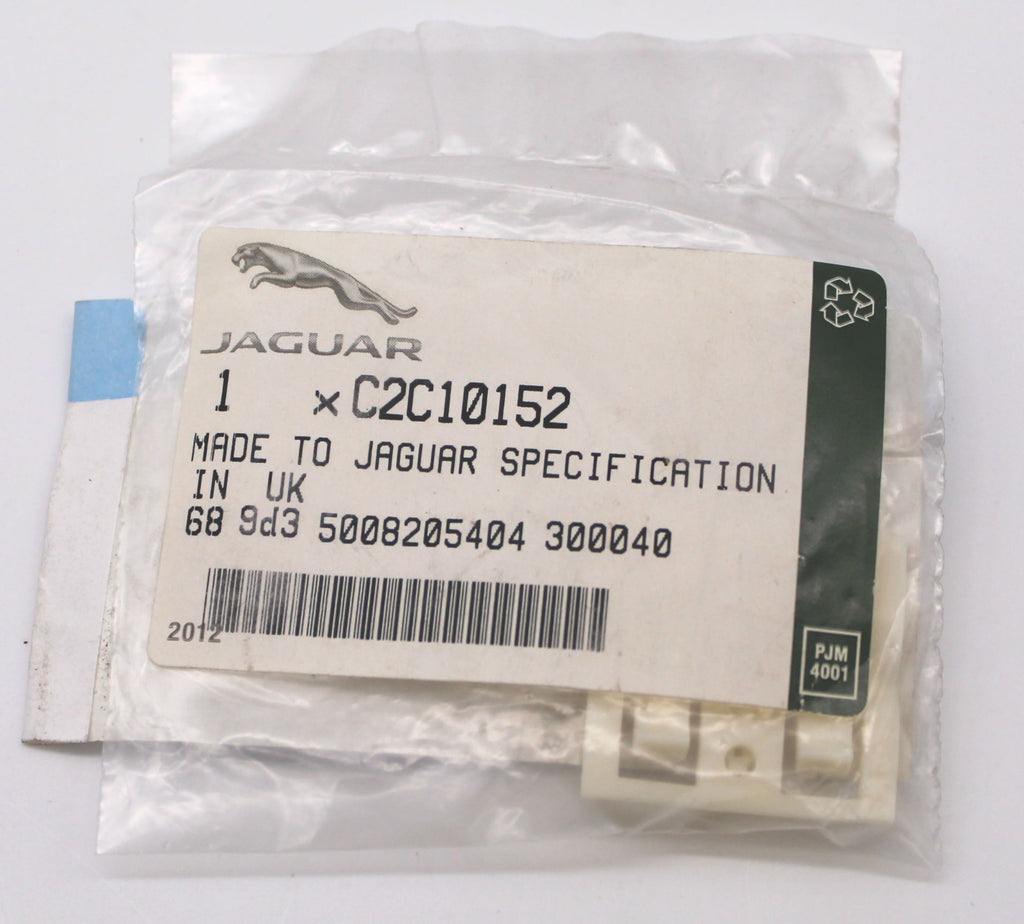 JAGUAR
1 x C2C10152
MADE TO JAGUAR SPECIFICATION
IN UK
68 9d3 5008205404 300040
2012
PJM
4001